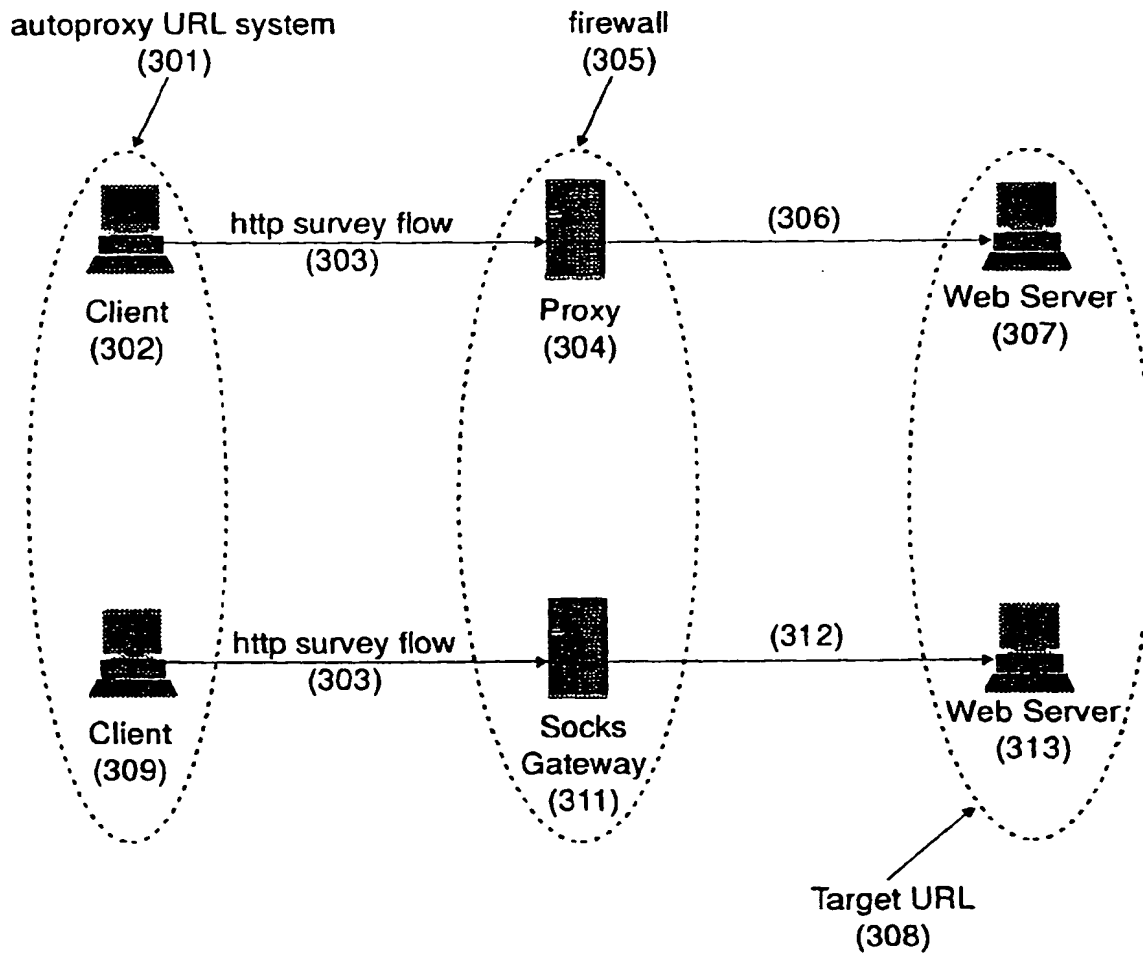 autoproxy URL system
(301)
firewall
(305)
http survey flow
(303)
(306)
Client
(302)
Proxy
(304)
Web Server
(307)
http survey flow
(303)
(312)
Client
(309)
Socks
Gateway
(311)
Web Server
(313)
Target URL
(308)